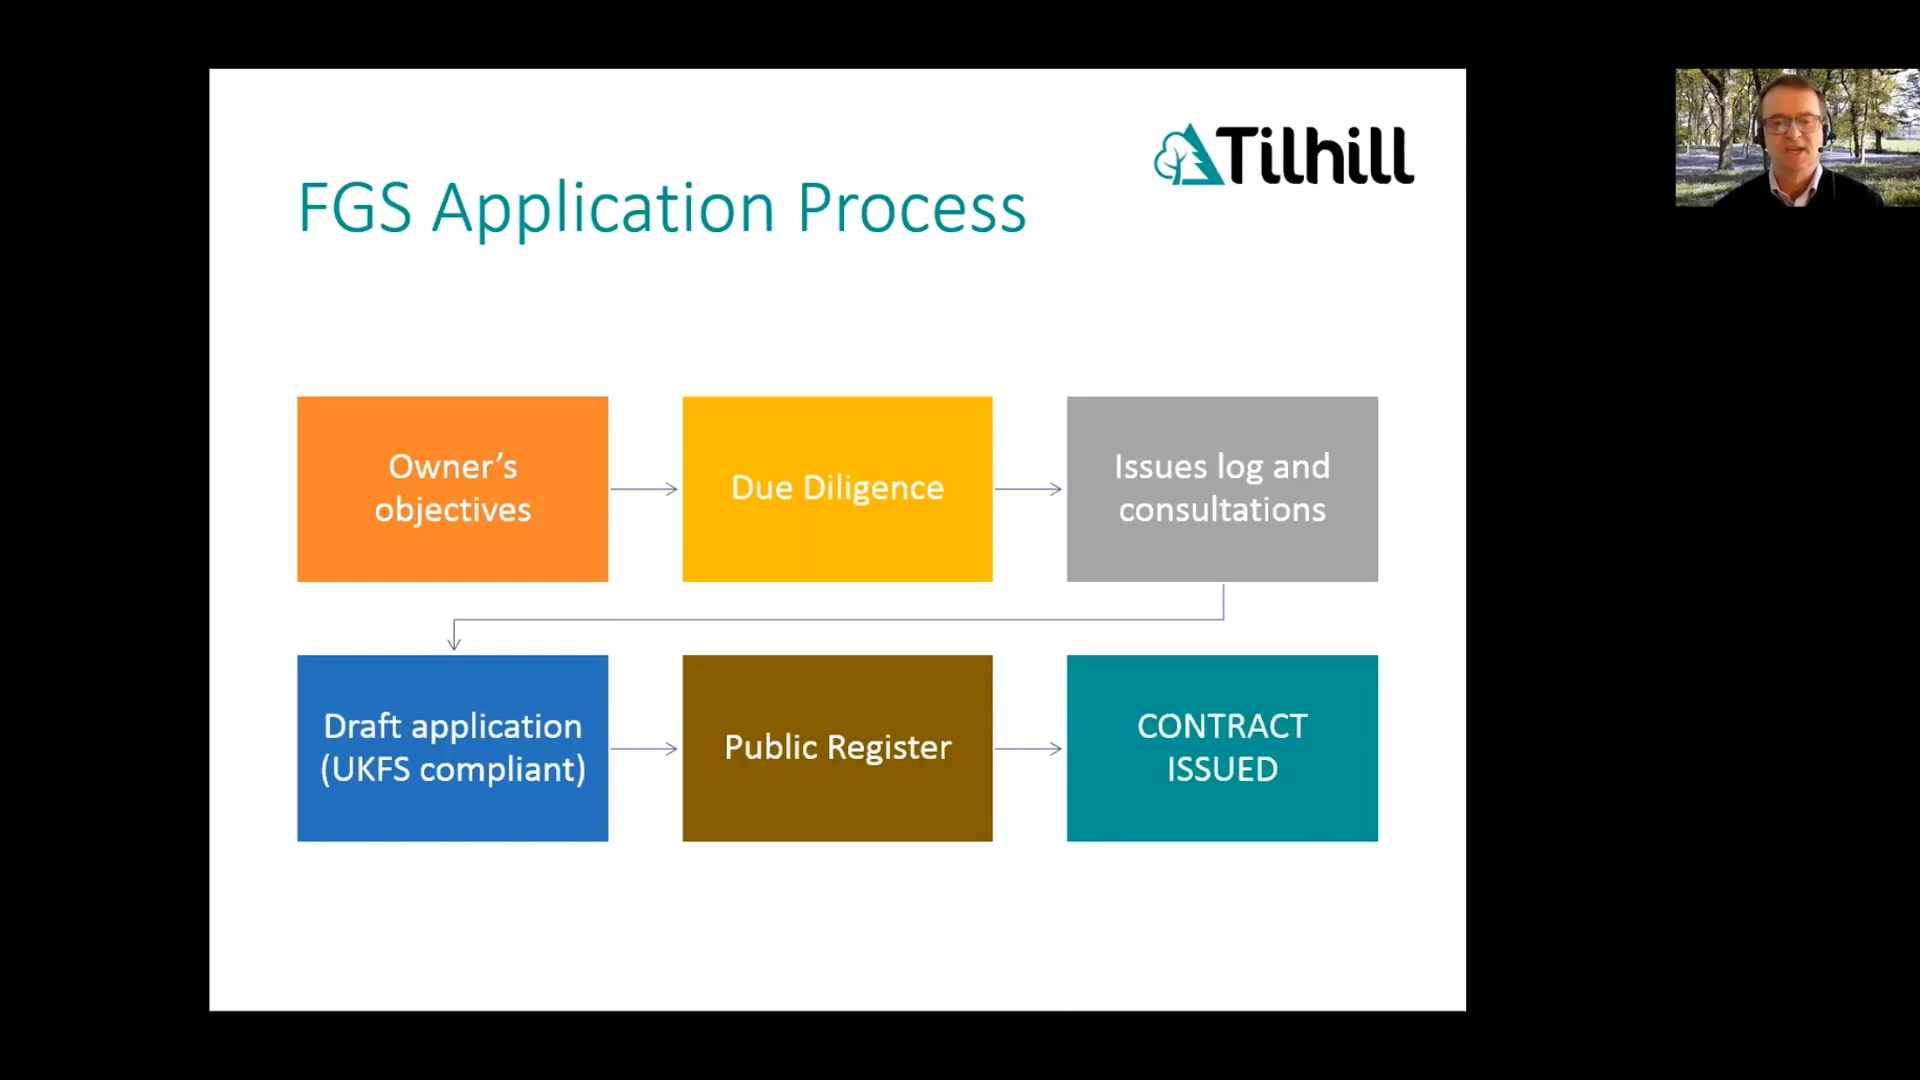 Tilhill
FGS Application Process
Owner’s
objectives
Due Diligence
Issues log and
consultations
Draft application
(UKFS compliant)
Public Register
CONTRACT
ISSUED